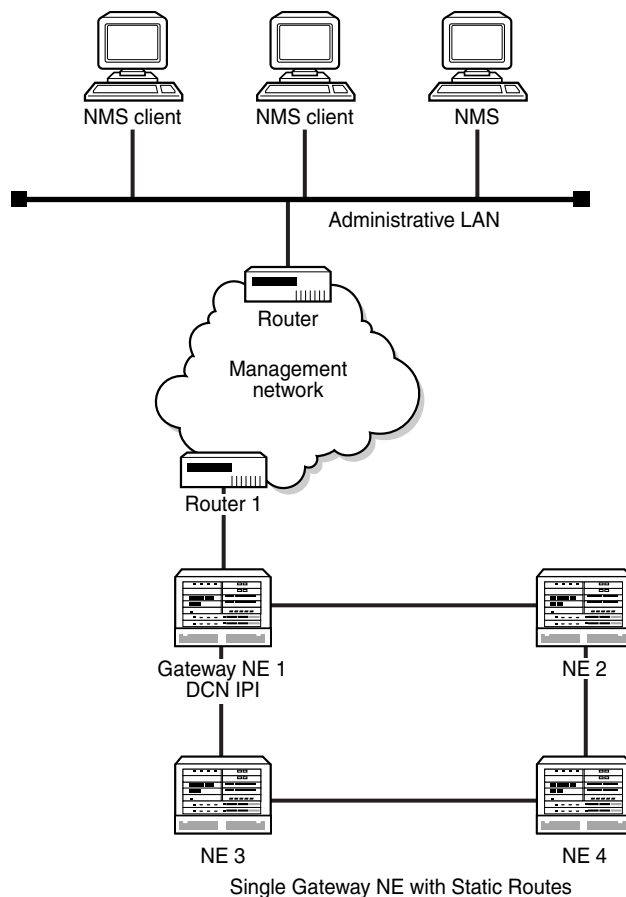 NMS client
NMS client
NMS
Administrative LAN
Router
Management
network
Router 1
Gateway NE 1
DCN IPI
NE 2
NE 3
NE 4
Single Gateway NE with Static Routes